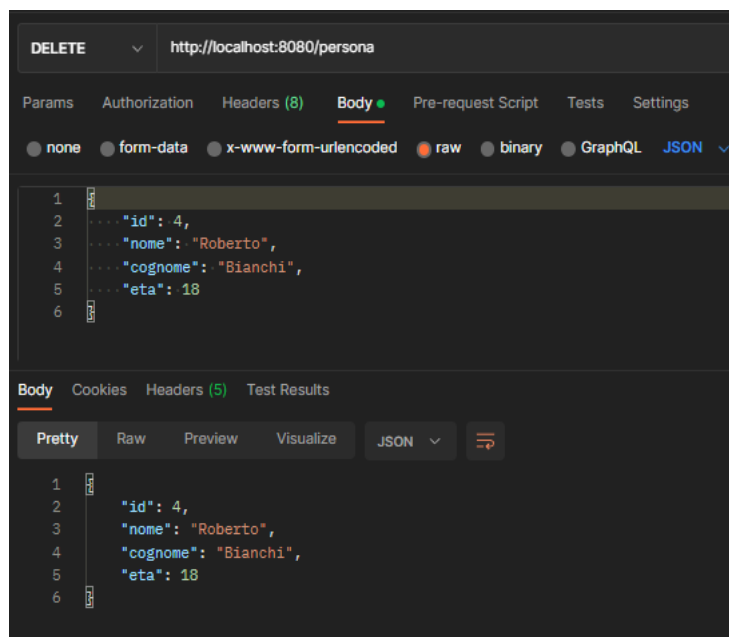 DELETE http://localhost:8080/persona
Params Authorization Headers (8) Body Pre-request Script Tests Settings
none form-data x-www-form-urlencoded raw binary GraphQL JSON
1 {
2 "id": 4,
3 "nome": "Roberto",
4 "cognome": "Bianchi",
5 "eta": 18
6 }
Body Cookies Headers (5) Test Results
Pretty Raw Preview Visualize JSON
1 {
2 "id": 4,
3 "nome": "Roberto",
4 "cognome": "Bianchi",
5 "eta": 18
6 }